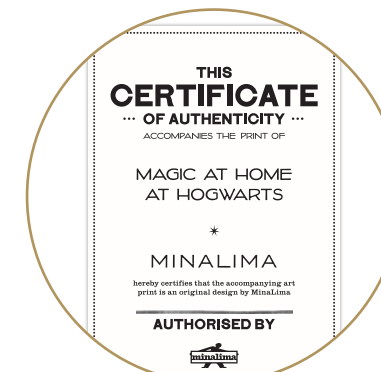 THIS
CERTIFICATE
··· OF AUTHENTICITY ···
ACCOMPANIES THE PRINT OF
MAGIC AT HOME
AT HOGWARTS
MINALIMA
hereby certifies that the accompanying art
print is an original design by MinaLima
AUTHORISED BY
minalima